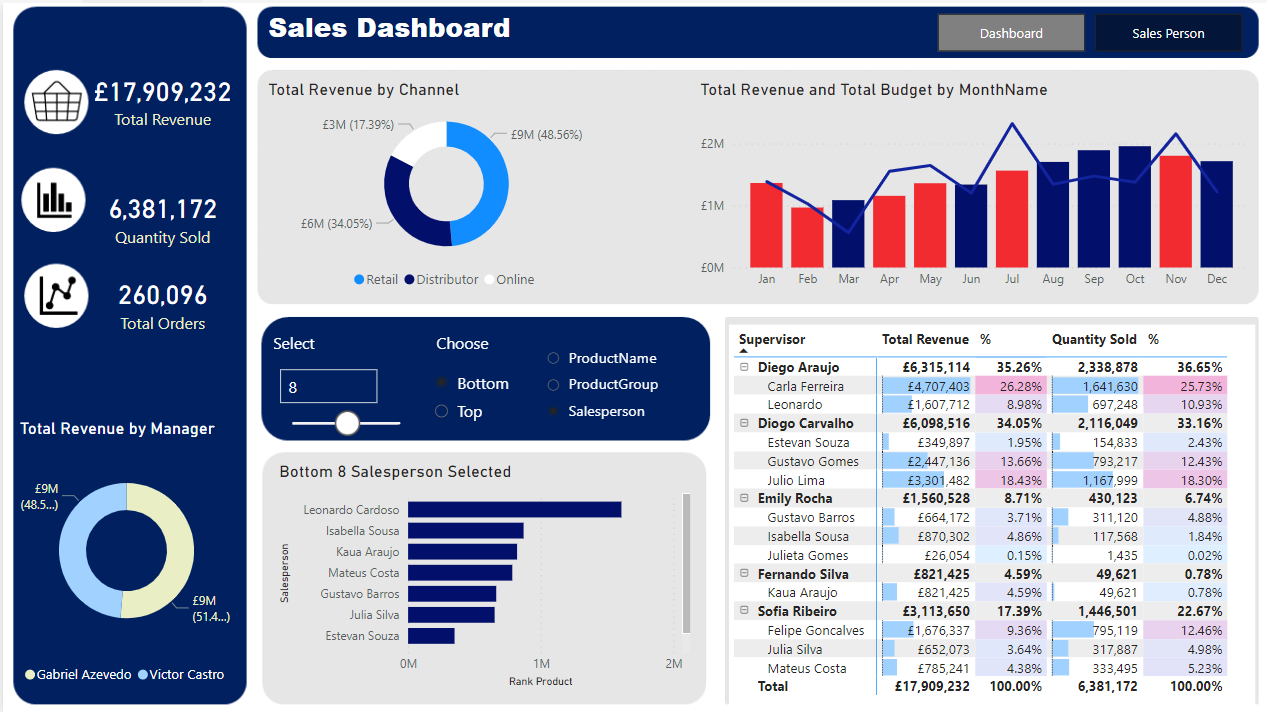 Sales Dashboard
Dashboard
Sales Person
£17,909,232
Total Revenue
6,381,172
Quantity Sold
260,096
Total Orders
Total Revenue by Manager
£9M
(48.5...)
£9M
(51.4...)
Gabriel Azevedo Victor Castro
Total Revenue by Channel
£3M (17.39%)
£9M (48.56%)
£6M (34.05%)
Retail Distributor Online
Total Revenue and Total Budget by MonthName
£2M
£1M
£0M
Jan Feb Mar Apr May Jun Jul Aug Sep Oct Nov Dec
Select
8
Choose
Bottom
Top
ProductName
ProductGroup
Salesperson
Bottom 8 Salesperson Selected
Salesperson
Leonardo Cardoso
Isabella Sousa
Kaua Araujo
Mateus Costa
Gustavo Barros
Julia Silva
Estevan Souza
0M 1M 2M
Rank Product
Supervisor Total Revenue % Quantity Sold %
Diego Araujo £6,315,114 35.26% 2,338,878 36.65%
Carla Ferreira £4,707,403 26.28% 1,641,630 25.73%
Leonardo £1,607,712 8.98% 697,248 10.93%
Diogo Carvalho £6,098,516 34.05% 2,116,049 33.16%
Estevan Souza £349,897 1.95% 154,833 2.43%
Gustavo Gomes £2,447,136 13.66% 793,217 12.43%
Julio Lima £3,301,482 18.43% 1,167,999 18.30%
Emily Rocha £1,560,528 8.71% 430,123 6.74%
Gustavo Barros £664,172 3.71% 311,120 4.88%
Isabella Sousa £870,302 4.86% 117,568 1.84%
Julieta Gomes £26,054 0.15% 1,435 0.02%
Fernando Silva £821,425 4.59% 49,621 0.78%
Kaua Araujo £821,425 4.59% 49,621 0.78%
Sofia Ribeiro £3,113,650 17.39% 1,446,501 22.67%
Felipe Goncalves £1,676,337 9.36% 795,119 12.46%
Julia Silva £652,073 3.64% 317,887 4.98%
Mateus Costa £785,241 4.38% 333,495 5.23%
Total £17,909,232 100.00% 6,381,172 100.00%